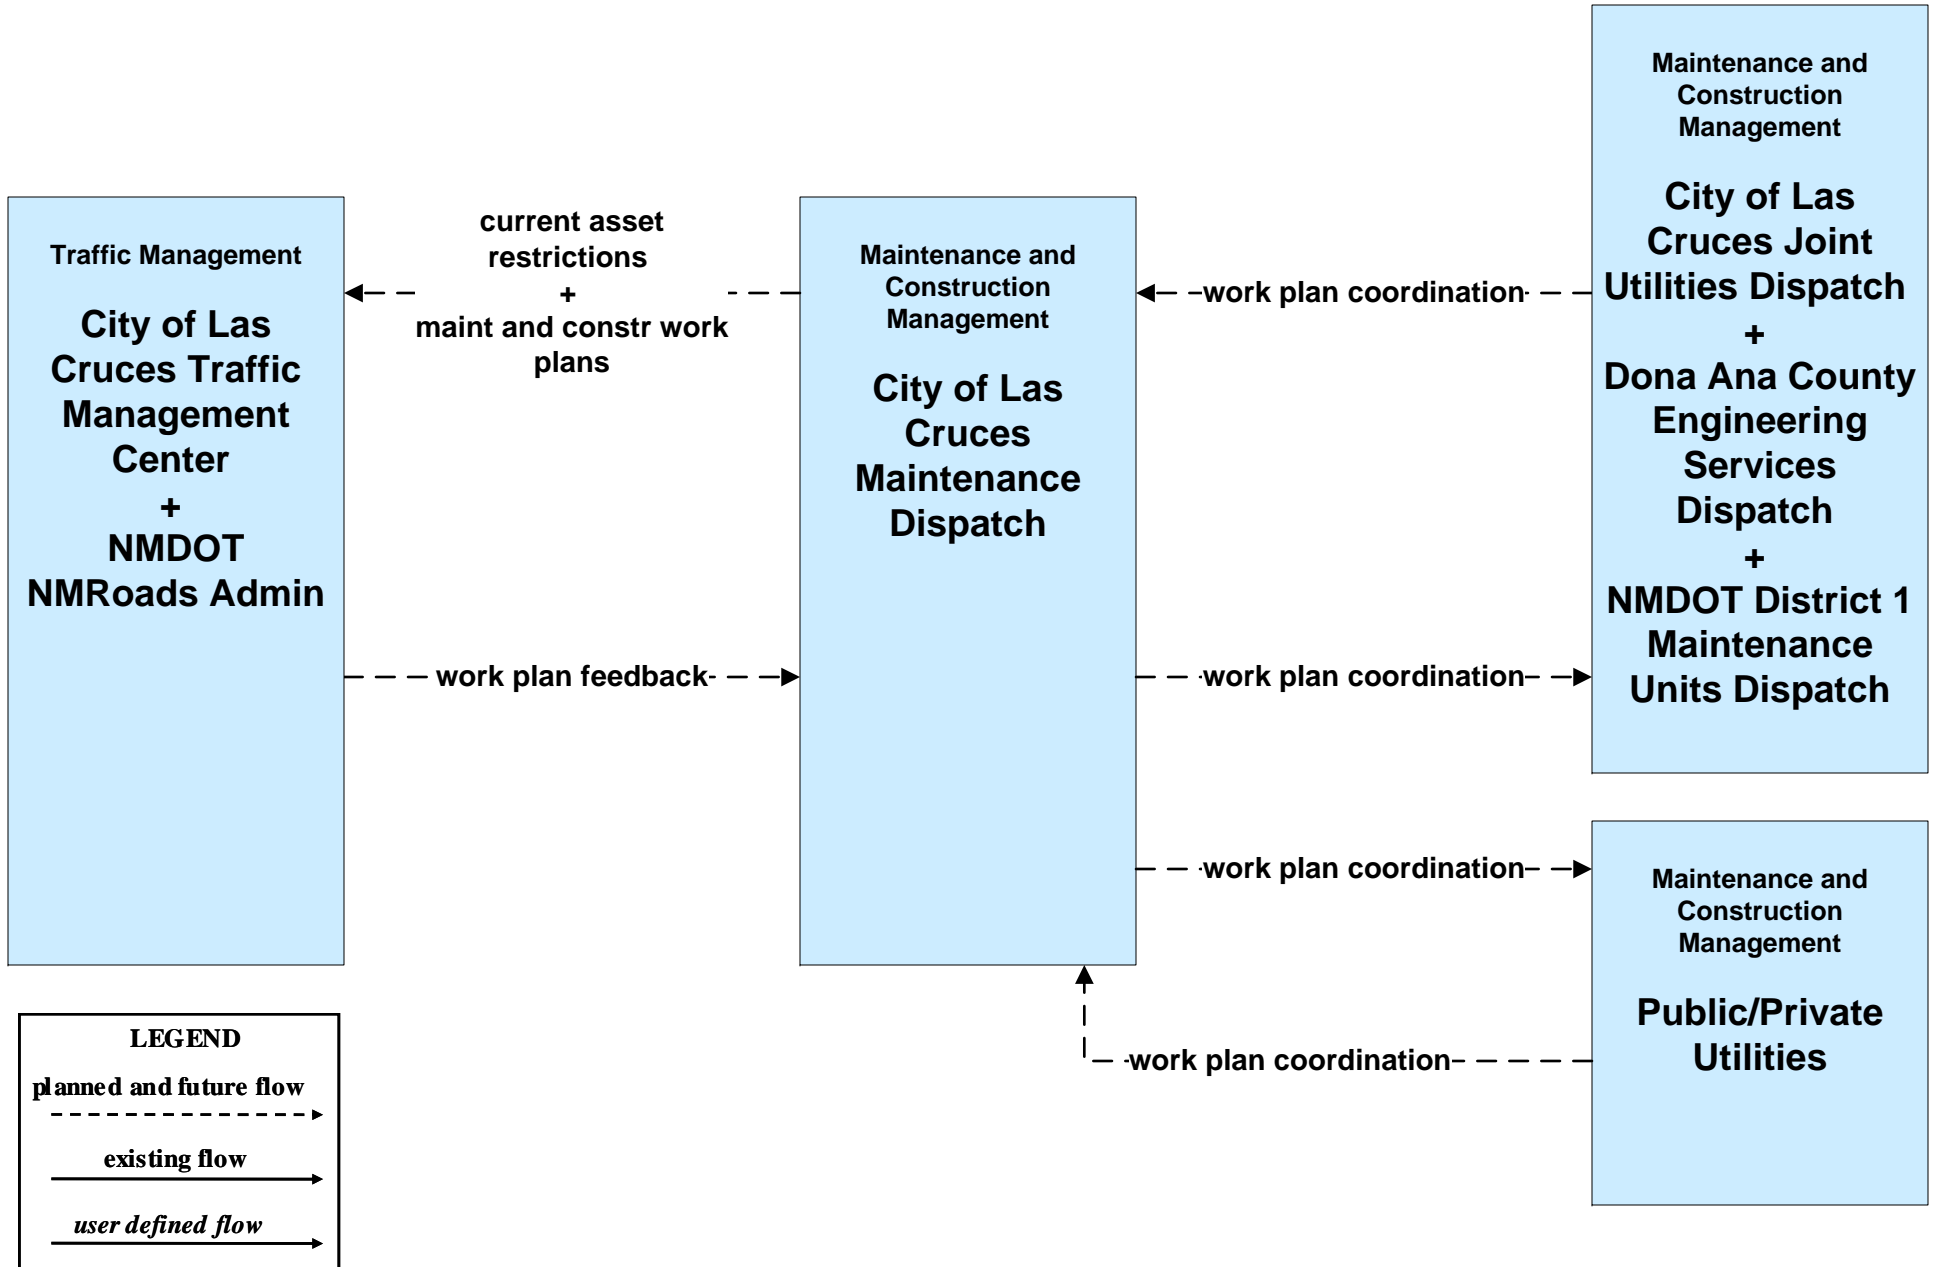 Traffic Management
City of Las
Cruces Traffic
Management
Center
+
NMDOT
NMRoads Admin
current asset
restrictions
+
maint and constr work
plans
work plan feedback
Maintenance and
Construction
Management
City of Las
Cruces
Maintenance
Dispatch
work plan coordination
work plan coordination
work plan coordination
work plan coordination
Maintenance and
Construction
Management
City of Las
Cruces Joint
Utilities Dispatch
+
Dona Ana County
Engineering
Services
Dispatch
+
NMDOT District 1
Maintenance
Units Dispatch
Maintenance and
Construction
Management
Public/Private
Utilities
LEGEND
planned and future flow
existing flow
user defined flow